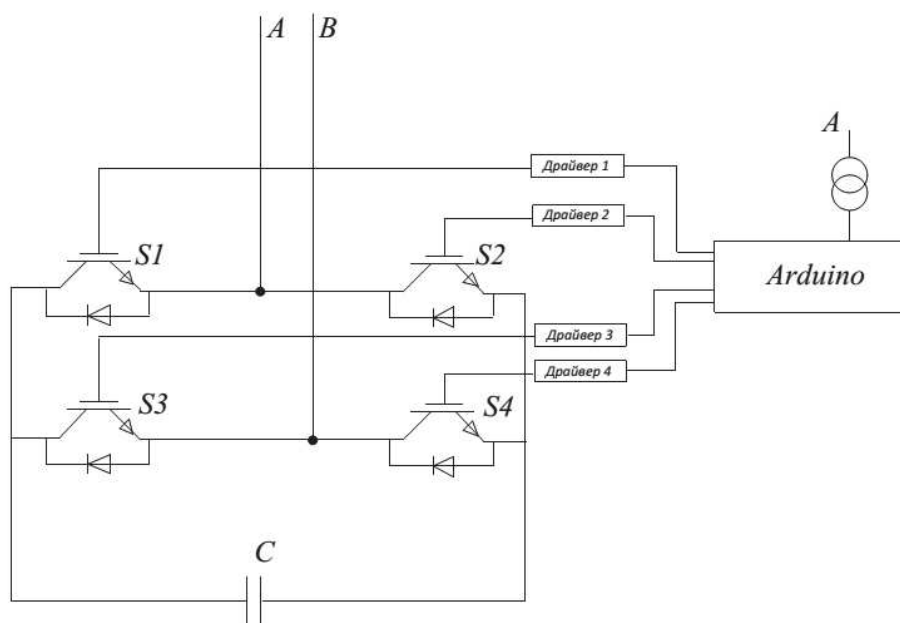 A B
A
Драйвер 1
Драйвер 2
S1
S2
Arduino
Драйвер 3
Драйвер 4
S3
S4
C